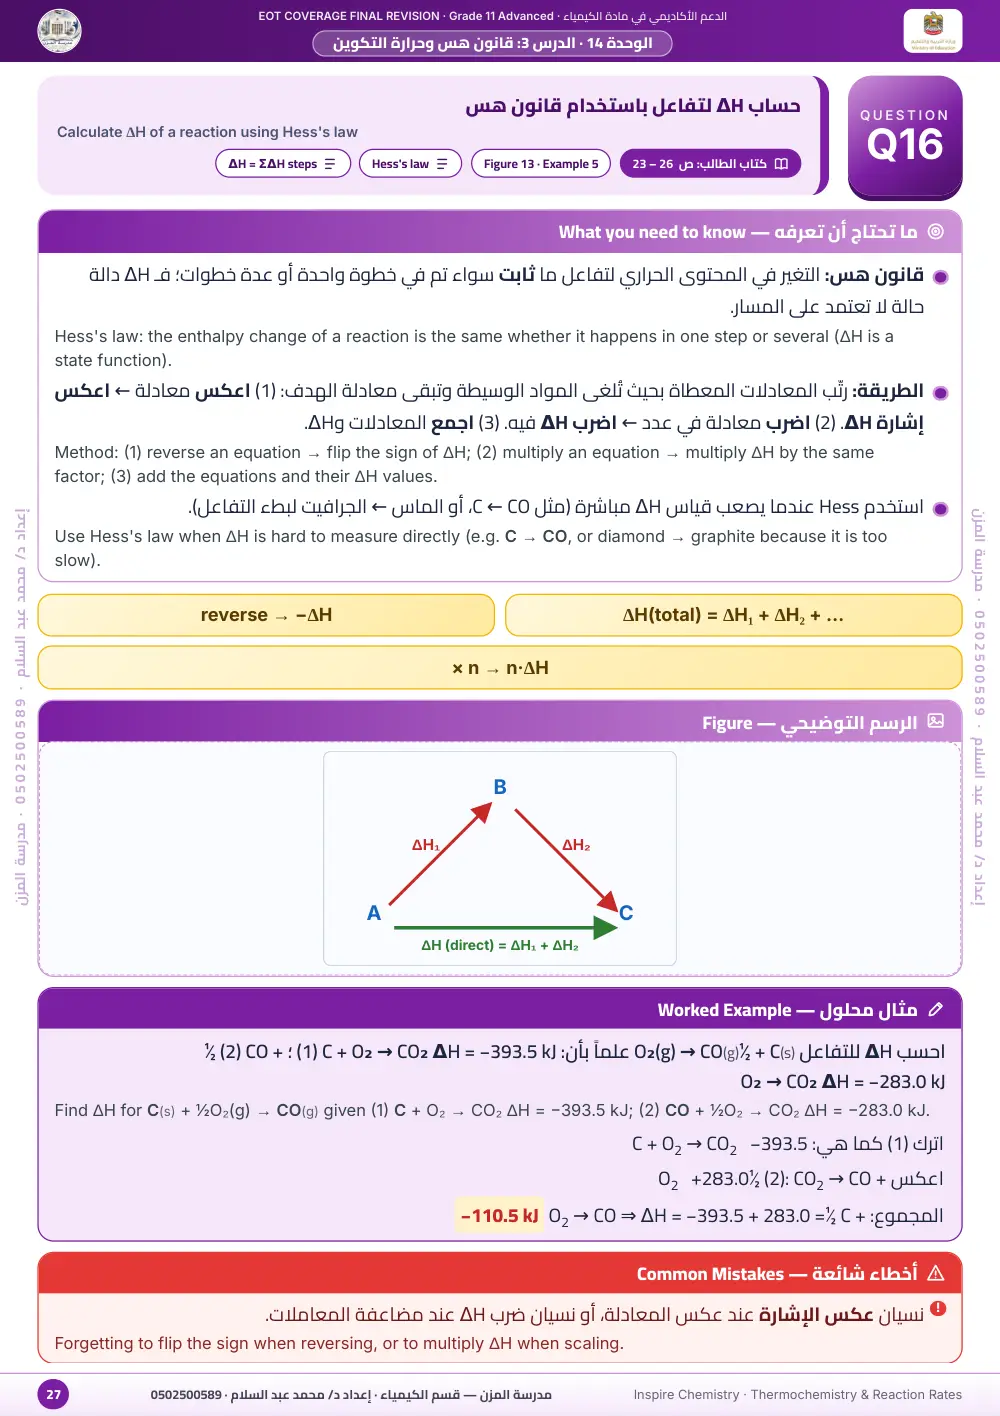 EOT COVERAGE FINAL REVISION · Grade 11 Advanced · الدعم الأكاديمي في مادة الكيمياء
الوحدة 14 · الدرس 3: قانون هس وحرارة التكوين
QUESTION
Q16
حساب ΔH لتفاعل باستخدام قانون هس
Calculate ΔH of a reaction using Hess's law
كتاب الطالب: ص 26 – 23
Figure 13 · Example 5
Hess's law
ΔH = ΣΔH steps
ما تحتاج أن تعرفه — What you need to know
قانون هس: التغير في المحتوى الحراري لتفاعل ما ثابت سواء تم في خطوة واحدة أو عدة خطوات؛ فـ ΔH دالة
حالة لا تعتمد على المسار.
Hess's law: the enthalpy change of a reaction is the same whether it happens in one step or several (ΔH is a
state function).
الطريقة: رتّب المعادلات المعطاة بحيث تُلغى المواد الوسيطة وتبقى معادلة الهدف: (1) اعكس معادلة ← اعكس
إشارة ΔH. (2) اضرب معادلة في عدد ← اضرب ΔH فيه. (3) اجمع المعادلات وΔH.
Method: (1) reverse an equation → flip the sign of ΔH; (2) multiply an equation → multiply ΔH by the same
factor; (3) add the equations and their ΔH values.
استخدم Hess عندما يصعب قياس ΔH مباشرة (مثل C ← CO، أو الماس ← الجرافيت لبطء التفاعل).
Use Hess's law when ΔH is hard to measure directly (e.g. C → CO, or diamond → graphite because it is too
slow).
ΔH(total) = ΔH₁ + ΔH₂ + …
reverse → −ΔH
× n → n·ΔH
الرسم التوضيحي — Figure
B
ΔH₁
ΔH₂
A
C
ΔH (direct) = ΔH₁ + ΔH₂
مثال محلول — Worked Example
احسب ΔH للتفاعل C(s) + ½O₂(g) → CO(g) علماً بأن: (1) C + O₂ → CO₂ ΔH = −393.5 kJ ؛ (2) CO + ½
O₂ → CO₂ ΔH = −283.0 kJ
Find ΔH for C(s) + ½O₂(g) → CO(g) given (1) C + O₂ → CO₂ ΔH = −393.5 kJ; (2) CO + ½O₂ → CO₂ ΔH = −283.0 kJ.
اترك (1) كما هي: C + O₂ → CO₂ −393.5
اعكس (2): CO₂ → CO + ½O₂ +283.0
المجموع: C + ½O₂ → CO ⇒ ΔH = −393.5 + 283.0 = −110.5 kJ
أخطاء شائعة — Common Mistakes
نسيان عكس الإشارة عند عكس المعادلة، أو نسيان ضرب ΔH عند مضاعفة المعاملات.
Forgetting to flip the sign when reversing, or to multiply ΔH when scaling.
إعداد د/ محمد عبد السلام · 0502500589 · مدرسة المزن
إعداد د/ محمد عبد السلام · 0502500589 · مدرسة المزن
27
مدرسة المزن — قسم الكيمياء · إعداد د/ محمد عبد السلام · 0502500589
Inspire Chemistry · Thermochemistry & Reaction Rates